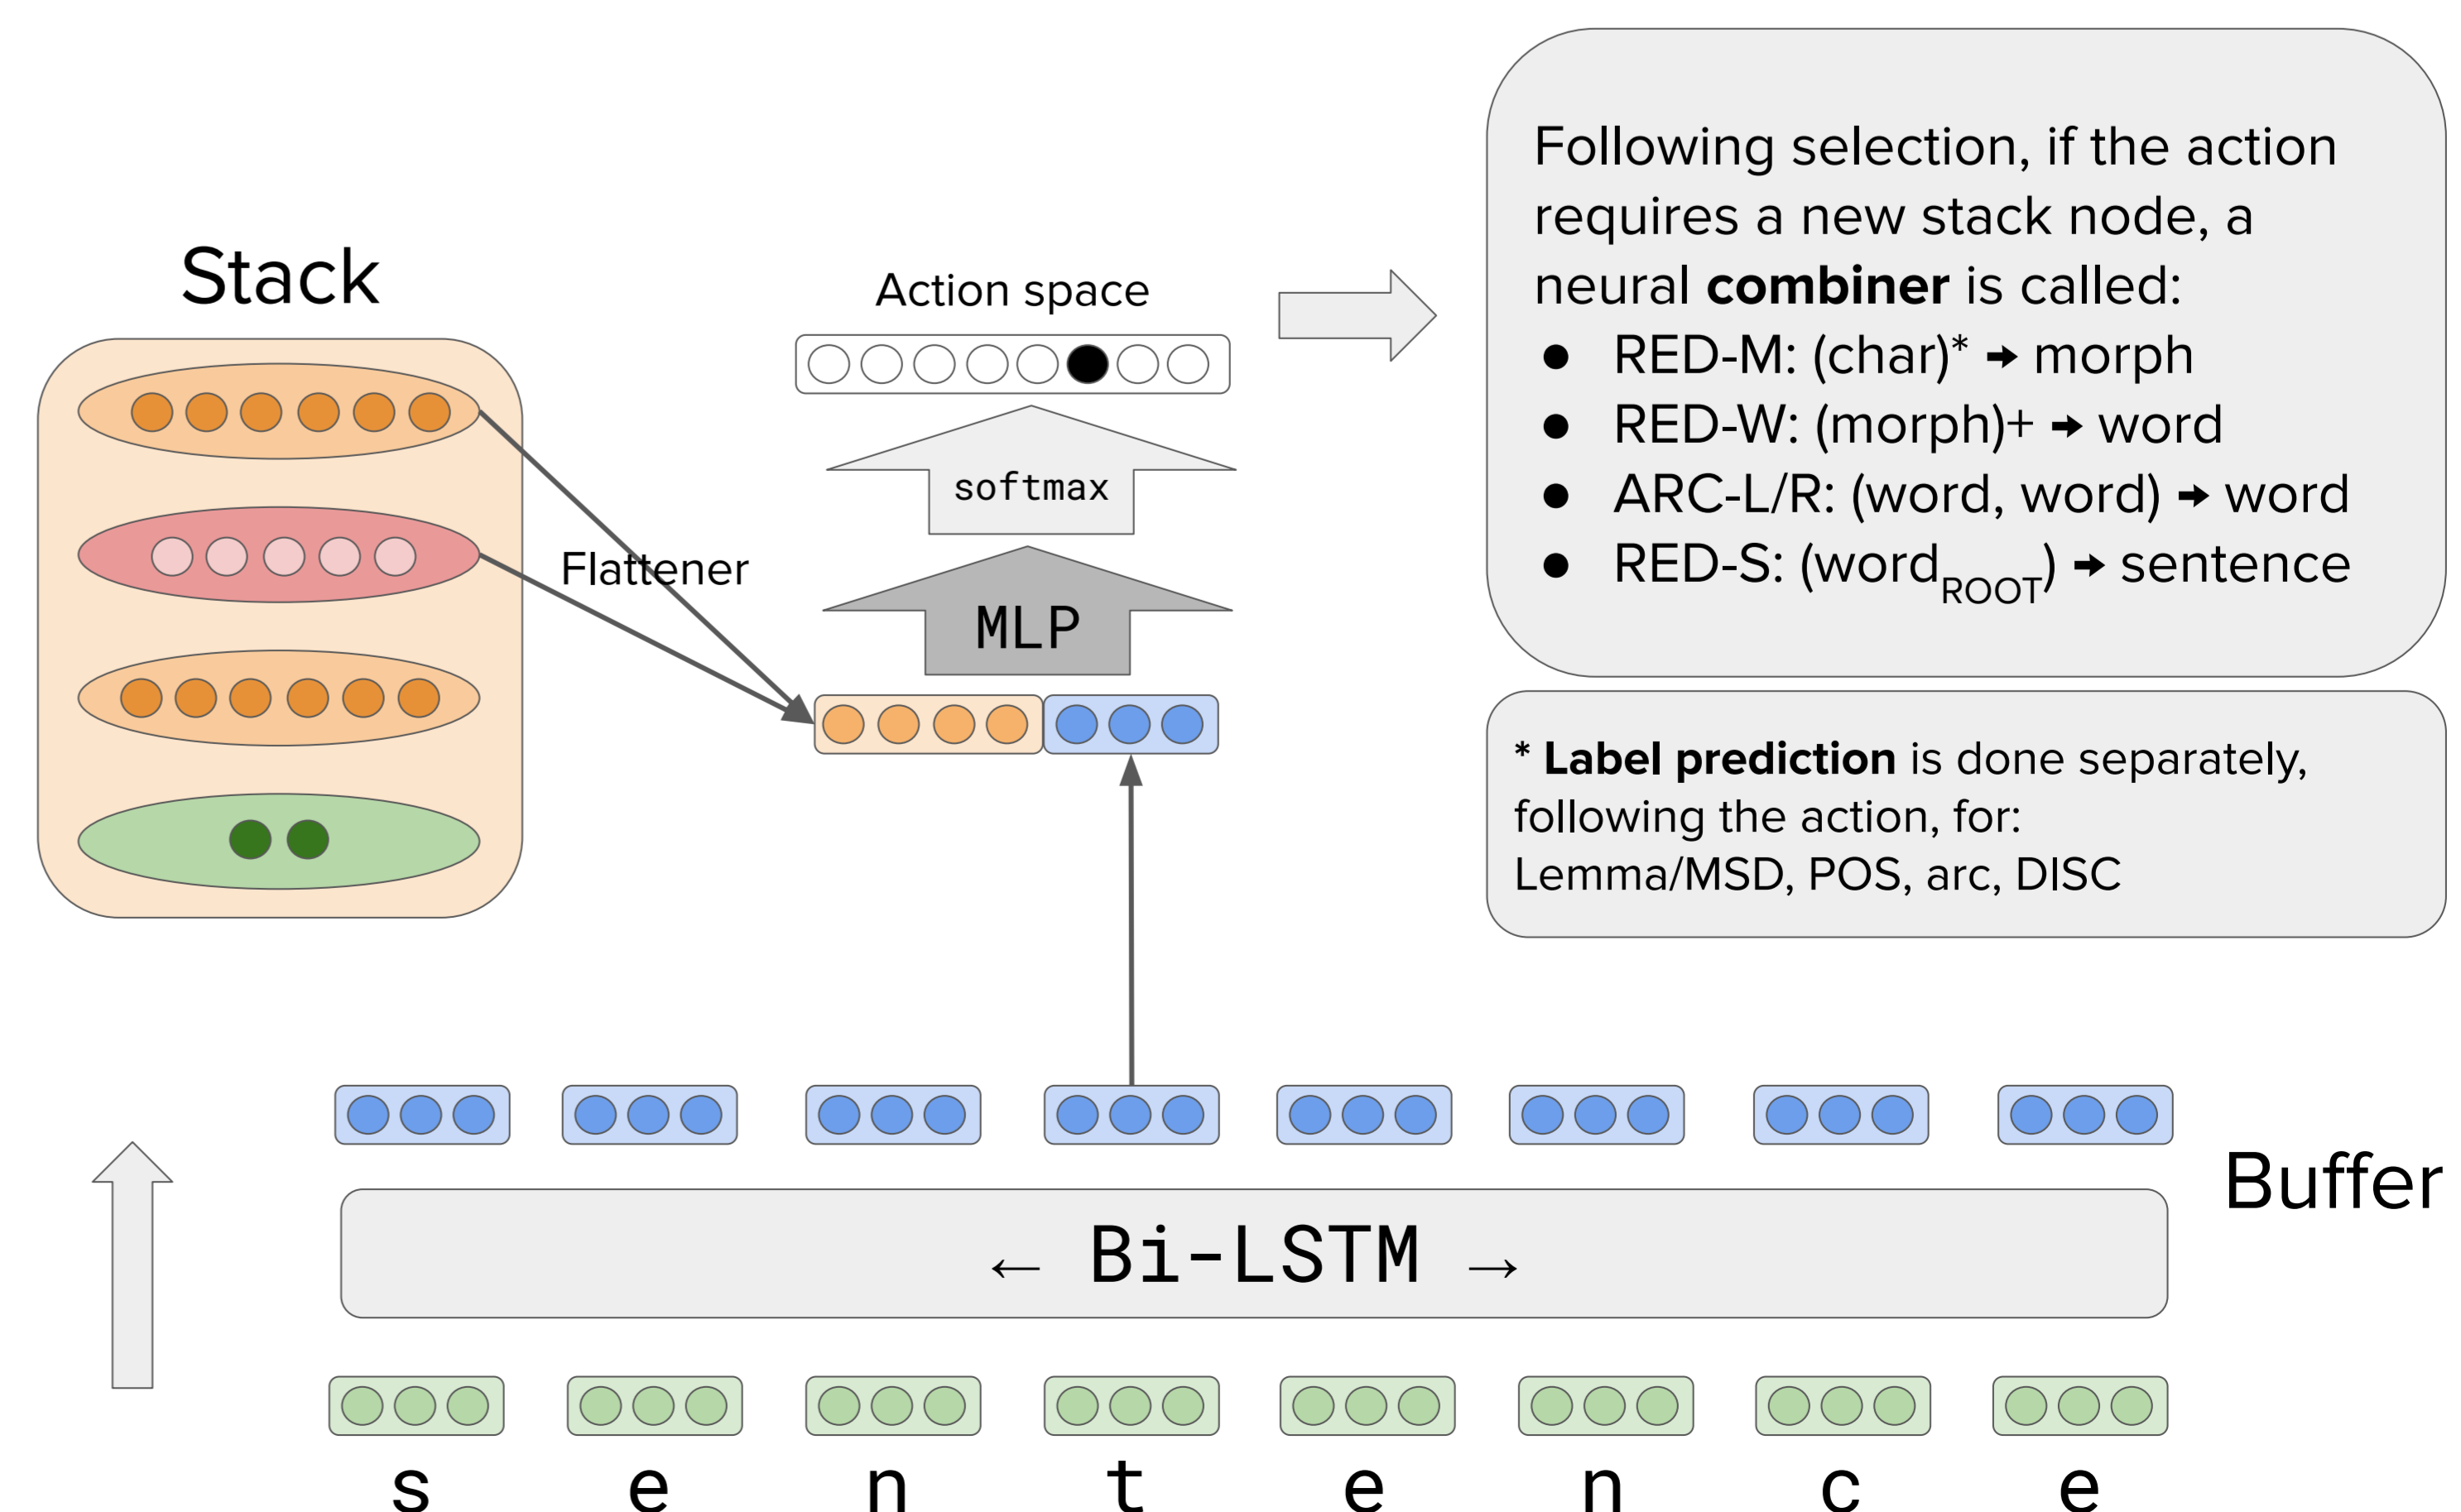 Stack
Flattener
Action space
softmax
MLP
Following selection, if the action
requires a new stack node, a
neural combiner is called:
● RED-M: (char)* → morph
● RED-W: (morph)+ → word
● ARC-L/R: (word, word) → word
● RED-S: (word ROOT) → sentence
* Label prediction is done separately,
following the action, for:
Lemma/MSD, POS, arc, DISC
Buffer
← Bi-LSTM →
s e n t e n c e